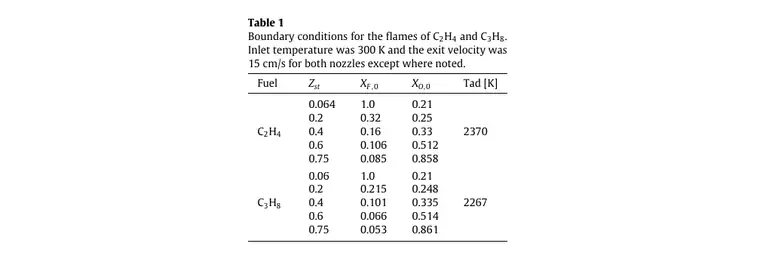 Table 1
Boundary conditions for the flames of C₂H₄ and C₃H₈.
Inlet temperature was 300 K and the exit velocity was
15 cm/s for both nozzles except where noted.
Fuel Z_st X_F,0 X_O,0 Tad [K]
0.064 1.0 0.21
0.2 0.32 0.25
C₂H₄ 0.4 0.16 0.33 2370
0.6 0.106 0.512
0.75 0.085 0.858
0.06 1.0 0.21
0.2 0.215 0.248
C₃H₈ 0.4 0.101 0.335 2267
0.6 0.066 0.514
0.75 0.053 0.861